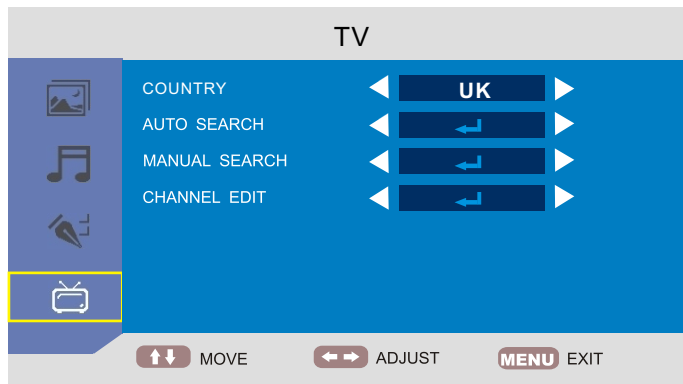 TV
COUNTRY UK
AUTO SEARCH
MANUAL SEARCH
CHANNEL EDIT
MOVE ADJUST MENU EXIT